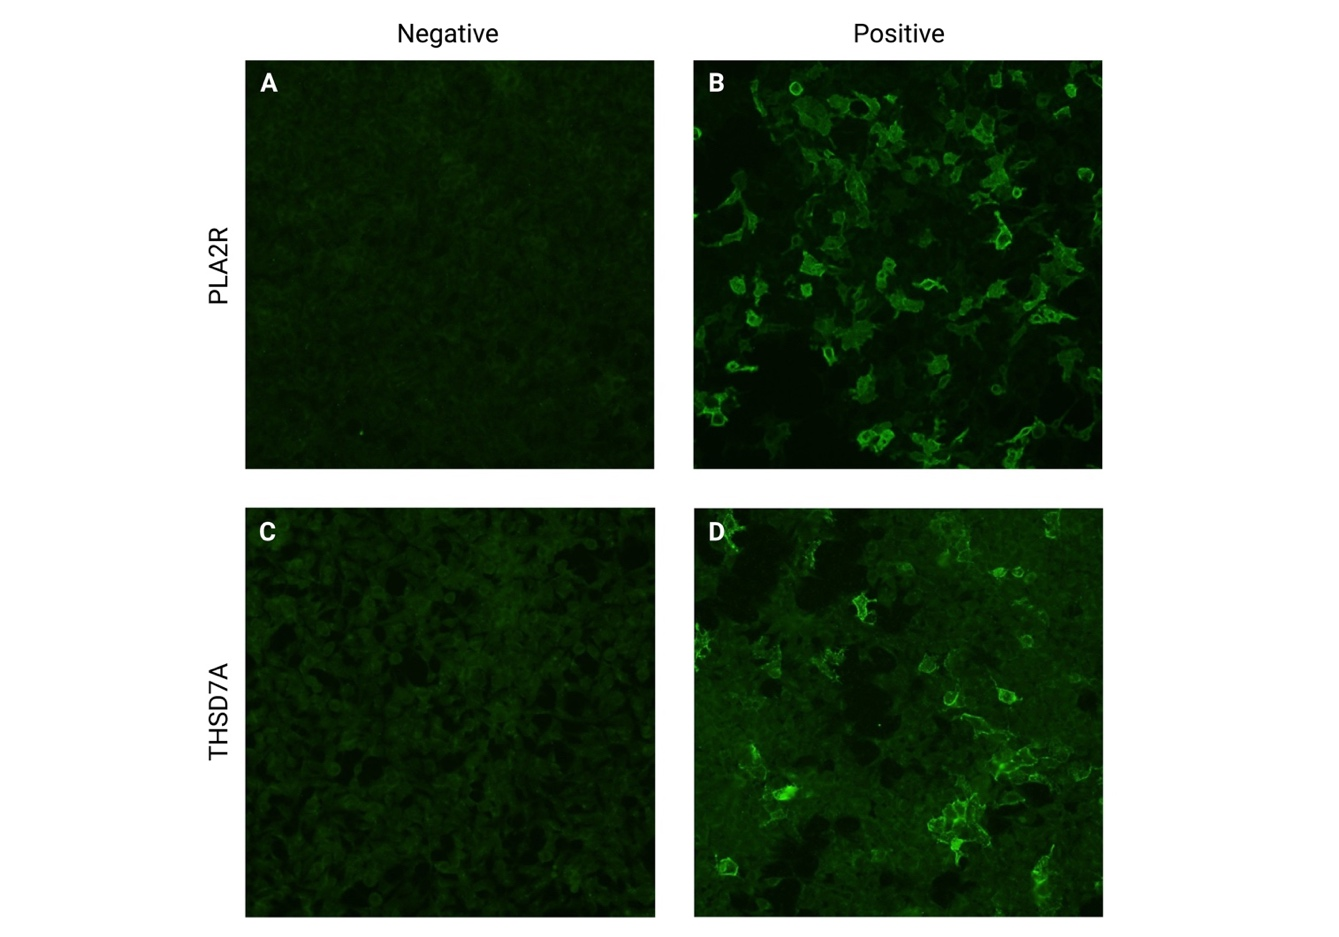 Negative
Positive
PLA2R
A
B
THSD7A
C
D